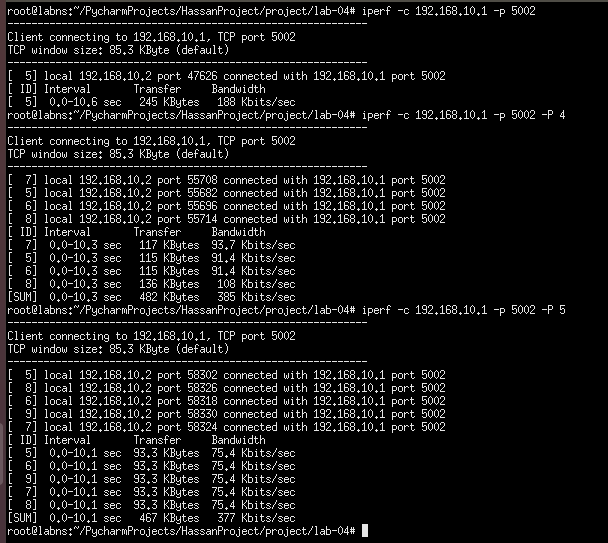 root@labns:~/PycharmProjects/HassanProject/project/lab-04# iperf -c 192.168.10.1 -p 5002
------------------------------------------------------------
Client connecting to 192.168.10.1, TCP port 5002
TCP window size: 85.3 KByte (default)
------------------------------------------------------------
[  5] local 192.168.10.2 port 47626 connected with 192.168.10.1 port 5002
[ ID] Interval       Transfer     Bandwidth
[  5]  0.0-10.6 sec   245 KBytes   188 Kbits/sec
root@labns:~/PycharmProjects/HassanProject/project/lab-04# iperf -c 192.168.10.1 -p 5002 -P 4
------------------------------------------------------------
Client connecting to 192.168.10.1, TCP port 5002
TCP window size: 85.3 KByte (default)
------------------------------------------------------------
[  7] local 192.168.10.2 port 55708 connected with 192.168.10.1 port 5002
[  5] local 192.168.10.2 port 55682 connected with 192.168.10.1 port 5002
[  6] local 192.168.10.2 port 55696 connected with 192.168.10.1 port 5002
[  8] local 192.168.10.2 port 55714 connected with 192.168.10.1 port 5002
[ ID] Interval       Transfer     Bandwidth
[  7]  0.0-10.3 sec   117 KBytes  93.7 Kbits/sec
[  5]  0.0-10.3 sec   115 KBytes  91.4 Kbits/sec
[  6]  0.0-10.3 sec   115 KBytes  91.4 Kbits/sec
[  8]  0.0-10.3 sec   136 KBytes   108 Kbits/sec
[SUM]  0.0-10.3 sec   482 KBytes   385 Kbits/sec
root@labns:~/PycharmProjects/HassanProject/project/lab-04# iperf -c 192.168.10.1 -p 5002 -P 5
------------------------------------------------------------
Client connecting to 192.168.10.1, TCP port 5002
TCP window size: 85.3 KByte (default)
------------------------------------------------------------
[  5] local 192.168.10.2 port 58302 connected with 192.168.10.1 port 5002
[  8] local 192.168.10.2 port 58326 connected with 192.168.10.1 port 5002
[  6] local 192.168.10.2 port 58318 connected with 192.168.10.1 port 5002
[  9] local 192.168.10.2 port 58330 connected with 192.168.10.1 port 5002
[  7] local 192.168.10.2 port 58324 connected with 192.168.10.1 port 5002
[ ID] Interval       Transfer     Bandwidth
[  5]  0.0-10.1 sec  93.3 KBytes  75.4 Kbits/sec
[  6]  0.0-10.1 sec  93.3 KBytes  75.4 Kbits/sec
[  9]  0.0-10.1 sec  93.3 KBytes  75.4 Kbits/sec
[  7]  0.0-10.1 sec  93.3 KBytes  75.4 Kbits/sec
[  8]  0.0-10.1 sec  93.3 KBytes  75.4 Kbits/sec
[SUM]  0.0-10.1 sec   467 KBytes   377 Kbits/sec
root@labns:~/PycharmProjects/HassanProject/project/lab-04#